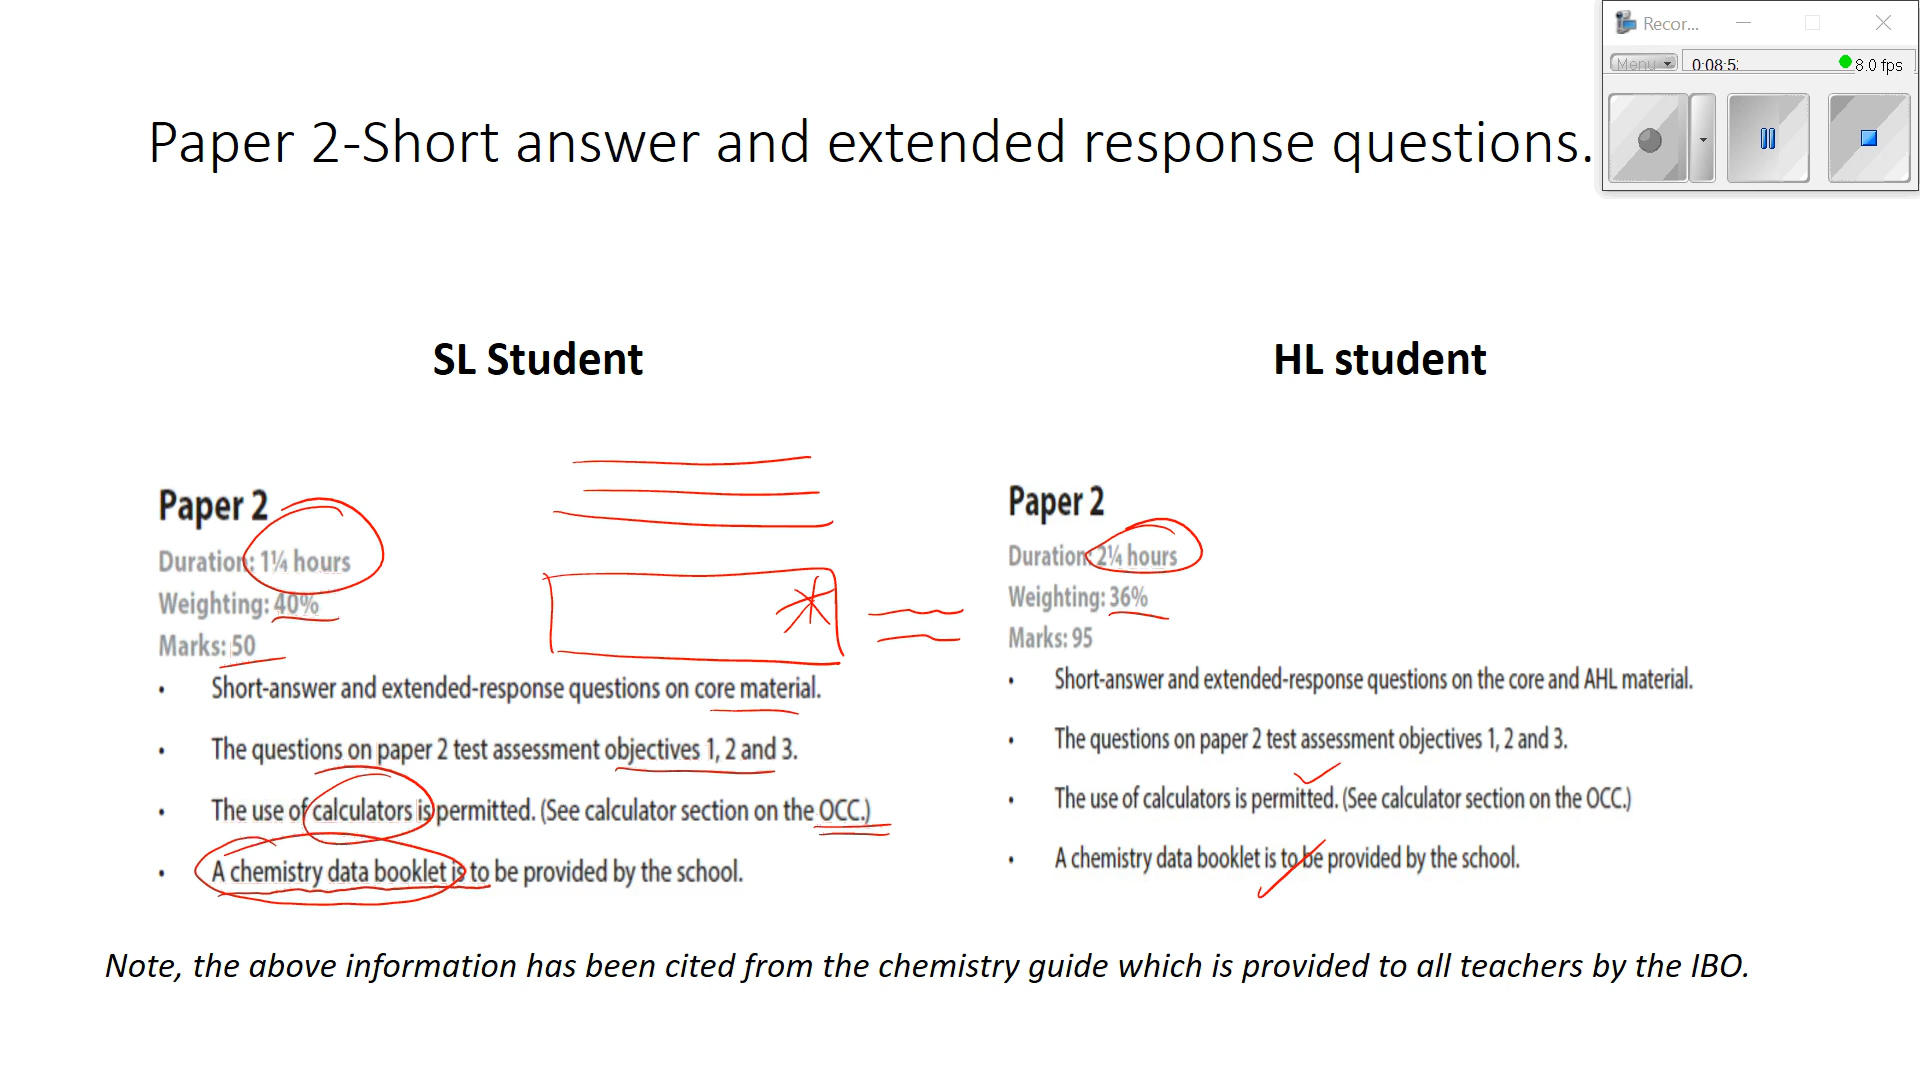 Recor...
Menu
0:08:5
8.0 fps
Paper 2-Short answer and extended response questions.
SL Student
Paper 2
Duration: 1¼ hours
Weighting: 40%
Marks: 50
• Short-answer and extended-response questions on core material.
• The questions on paper 2 test assessment objectives 1, 2 and 3.
• The use of calculators is permitted. (See calculator section on the OCC.)
• A chemistry data booklet is to be provided by the school.
HL student
Paper 2
Duration: 2¼ hours
Weighting: 36%
Marks: 95
• Short-answer and extended-response questions on the core and AHL material.
• The questions on paper 2 test assessment objectives 1, 2 and 3.
• The use of calculators is permitted. (See calculator section on the OCC.)
• A chemistry data booklet is to be provided by the school.
Note, the above information has been cited from the chemistry guide which is provided to all teachers by the IBO.